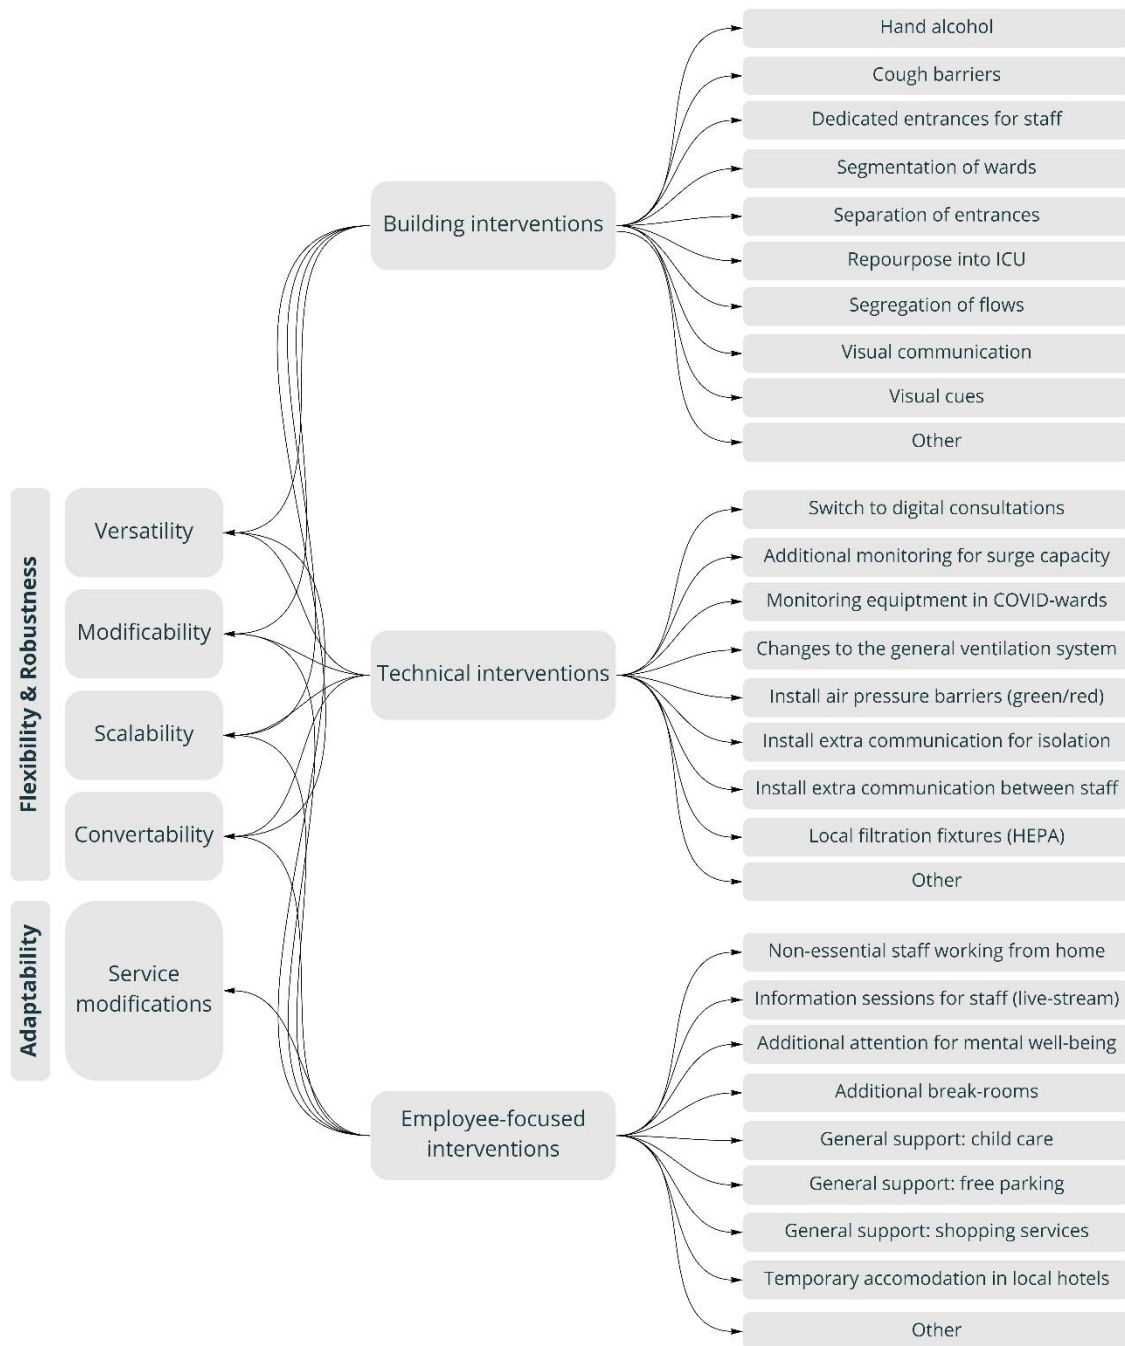 Flexibility & Robustness
Versatility
Modificability
Scalability
Convertability
Adaptability
Service
modifications
Building interventions
Hand alcohol
Cough barriers
Dedicated entrances for staff
Segmentation of wards
Separation of entrances
Repourpose into ICU
Segregation of flows
Visual communication
Visual cues
Other
Technical interventions
Switch to digital consultations
Additional monitoring for surge capacity
Monitoring equiptment in COVID-wards
Changes to the general ventilation system
Install air pressure barriers (green/red)
Install extra communication for isolation
Install extra communication between staff
Local filtration fixtures (HEPA)
Other
Employee-focused
interventions
Non-essential staff working from home
Information sessions for staff (live-stream)
Additional attention for mental well-being
Additional break-rooms
General support: child care
General support: free parking
General support: shopping services
Temporary accomodation in local hotels
Other